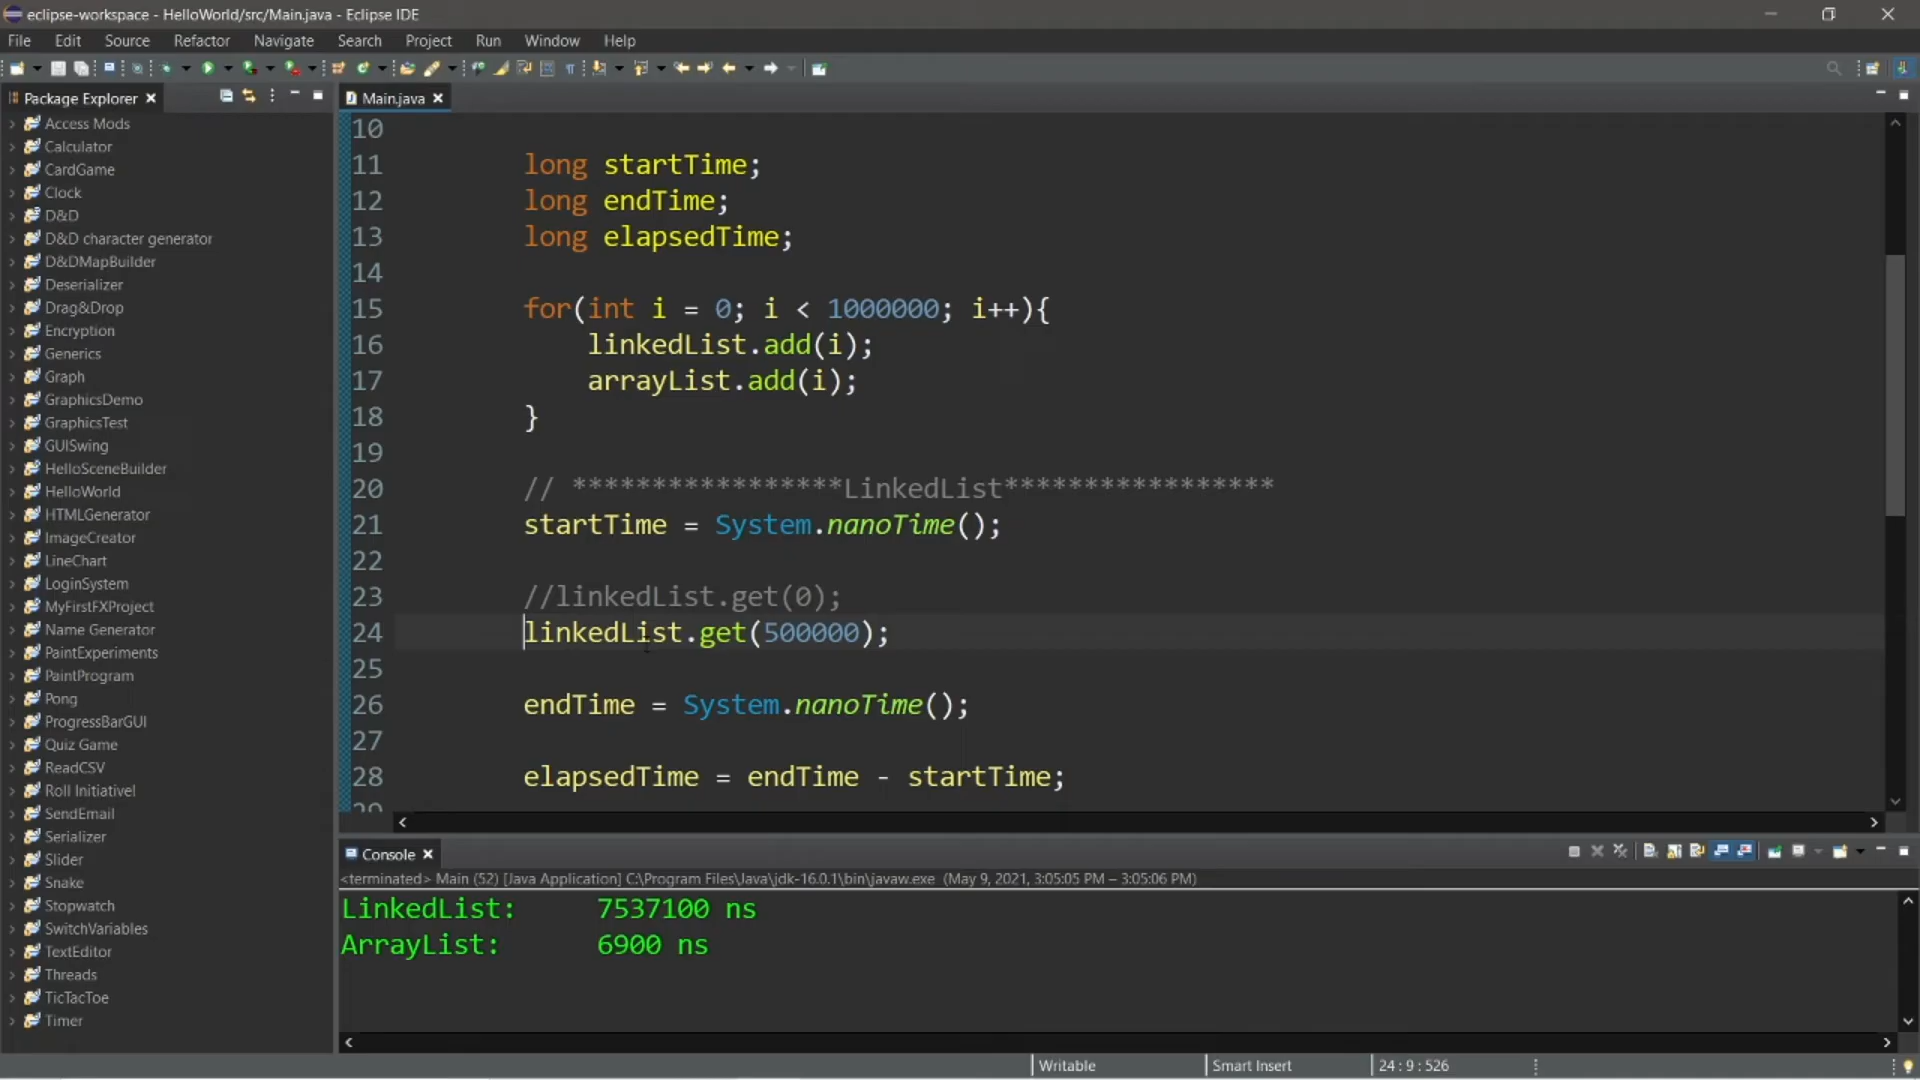 eclipse-workspace - HelloWorld/src/Main.java - Eclipse IDE
File Edit Source Refactor Navigate Search Project Run Window Help
Package Explorer
Access Mods
Calculator
CardGame
Clock
D&D
D&D character generator
D&DMapBuilder
Deserializer
Drag&Drop
Encryption
Generics
Graph
GraphicsDemo
GraphicsTest
GUISwing
HelloSceneBuilder
HelloWorld
HTMLGenerator
ImageCreator
LineChart
LoginSystem
MyFirstFXProject
Name Generator
PaintExperiments
PaintProgram
Pong
ProgressBarGUI
Quiz Game
ReadCSV
Roll Initiative!
SendEmail
Serializer
Slider
Snake
Stopwatch
SwitchVariables
TextEditor
Threads
TicTacToe
Timer
Main.java
10
11 long startTime;
12 long endTime;
13 long elapsedTime;
14
15 for(int i = 0; i < 1000000; i++){
16 linkedList.add(i);
17 arrayList.add(i);
18 }
19
20 // *****************LinkedList*****************
21 startTime = System.nanoTime();
22
23 //linkedList.get(0);
24 linkedList.get(500000);
25
26 endTime = System.nanoTime();
27
28 elapsedTime = endTime - startTime;
29
Console
<terminated> Main (52) [Java Application] C:\Program Files\Java\jdk-16.0.1\bin\javaw.exe (May 9, 2021, 3:05:05 PM – 3:05:06 PM)
LinkedList: 7537100 ns
ArrayList: 6900 ns
Writable Smart Insert 24 : 9 : 526